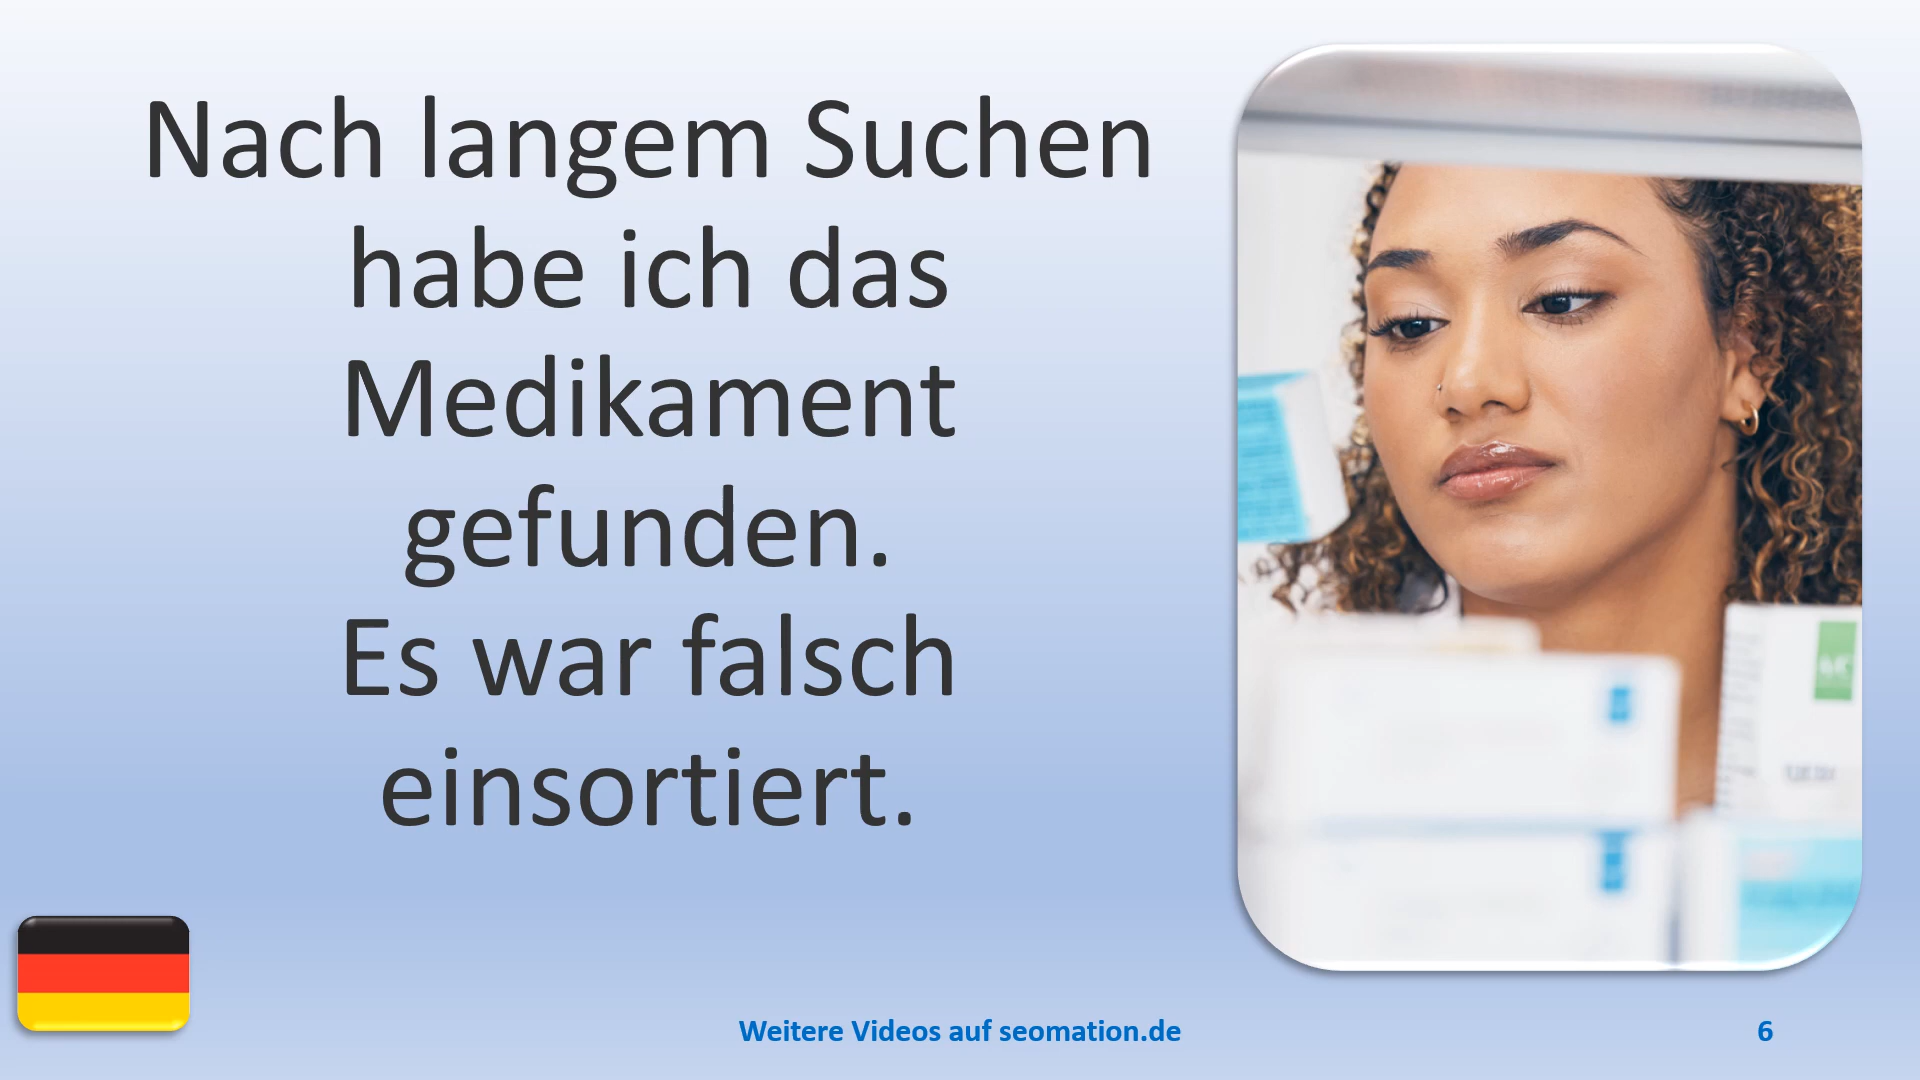 Nach langem Suchen
habe ich das
Medikament
gefunden.
Es war falsch
einsortiert.
Weitere Videos auf seomation.de
6